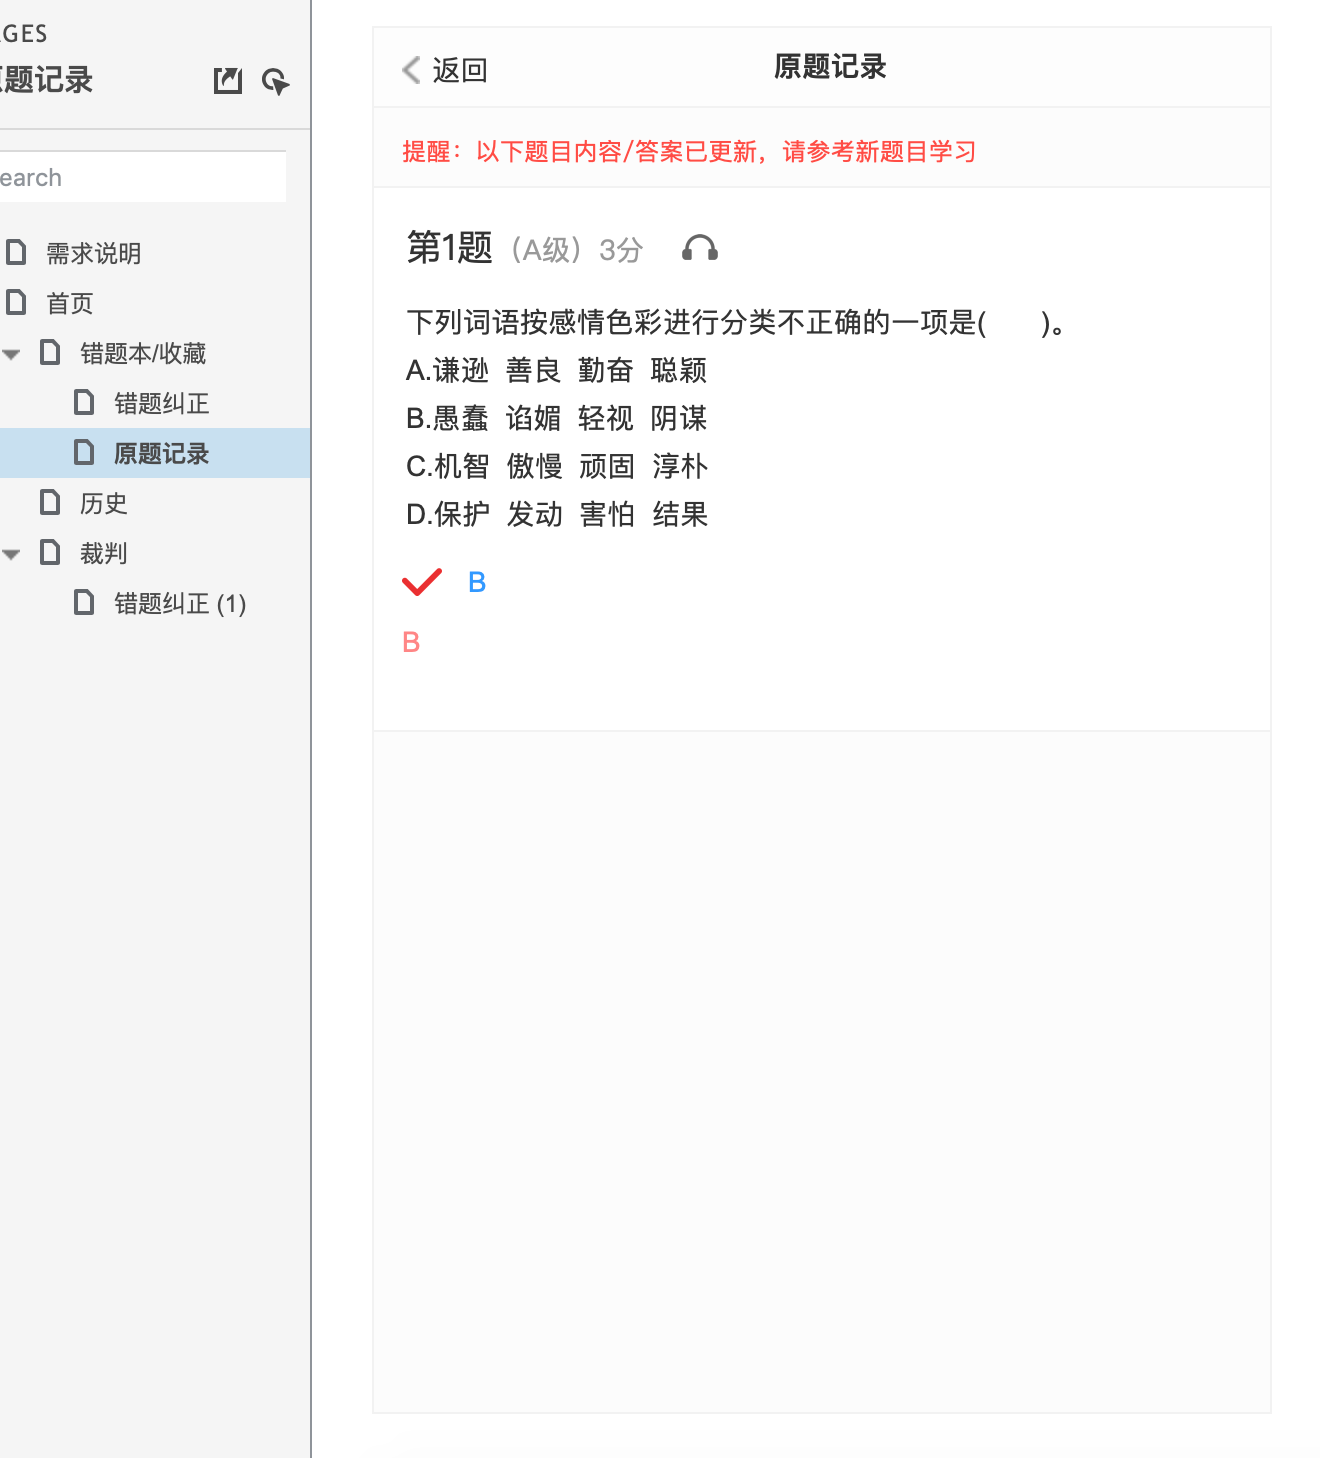 GES
题记录
earch
需求说明
首页
错题本/收藏
错题纠正
原题记录
历史
裁判
错题纠正 (1)
返回
原题记录
提醒：以下题目内容/答案已更新，请参考新题目学习
第1题（A级）3分
下列词语按感情色彩进行分类不正确的一项是(　　)。
A.谦逊 善良 勤奋 聪颖
B.愚蠢 谄媚 轻视 阴谋
C.机智 傲慢 顽固 淳朴
D.保护 发动 害怕 结果
B
B